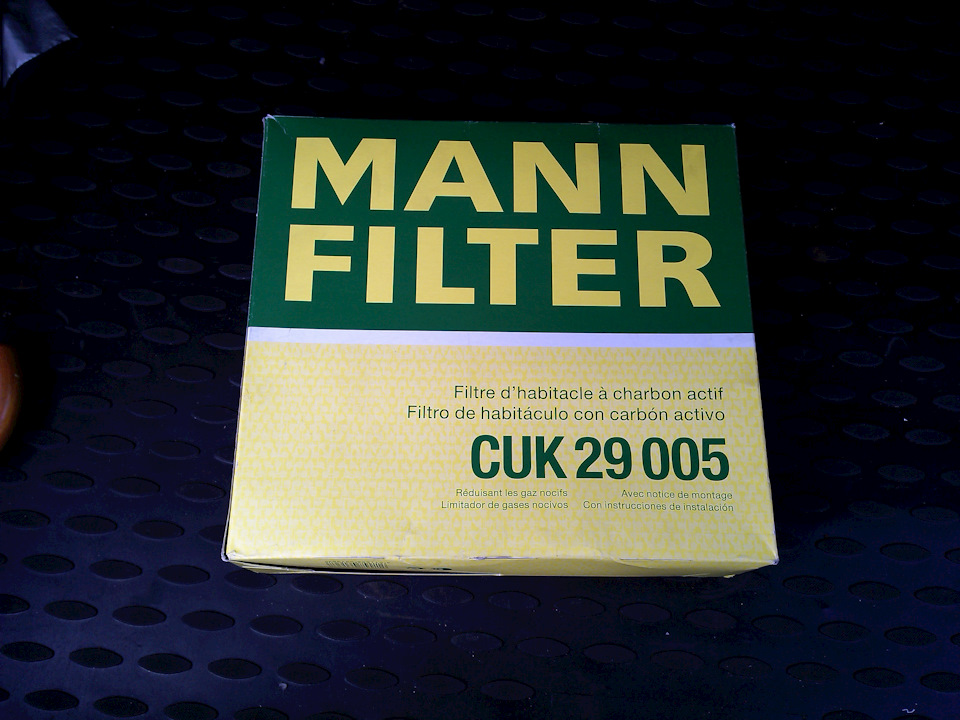 MANN
FILTER
Filtre d'habitacle à charbon actif
Filtro de habitáculo con carbón activo
CUK 29 005
Réduisant les gaz nocifs
Limitador de gases nocivos
Avec notice de montage
Con instrucciones de instalación